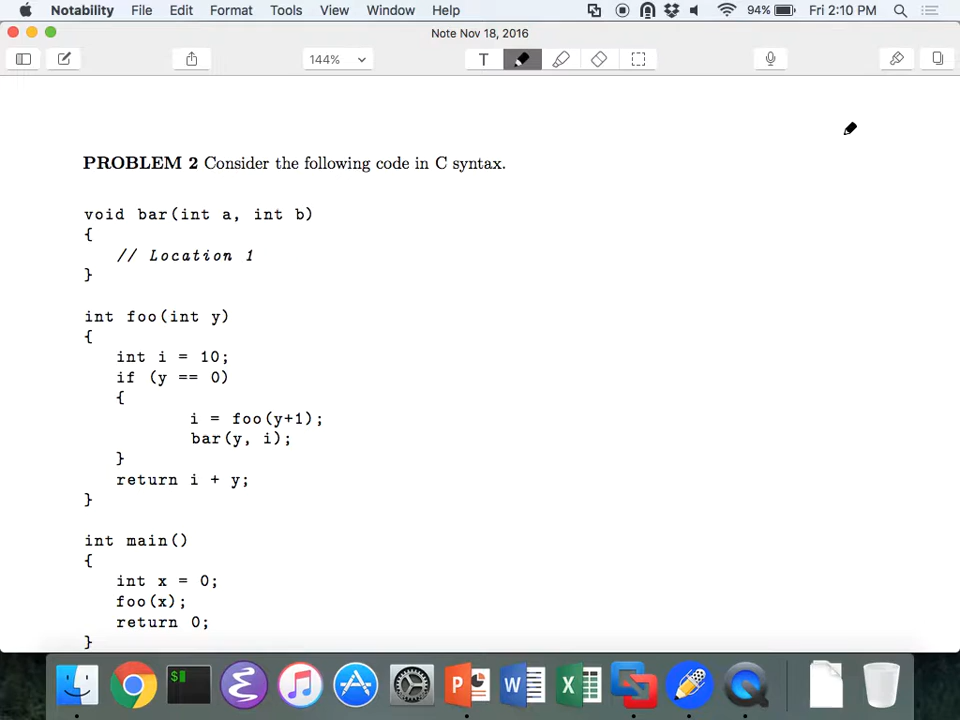 Notability File Edit Format Tools View Window Help 94% Fri 2:10 PM
Note Nov 18, 2016
144% T
PROBLEM 2 Consider the following code in C syntax.
void bar(int a, int b)
{
// Location 1
}
int foo(int y)
{
int i = 10;
if (y == 0)
{
i = foo(y+1);
bar(y, i);
}
return i + y;
}
int main()
{
int x = 0;
foo(x);
return 0;
}
$ P W X